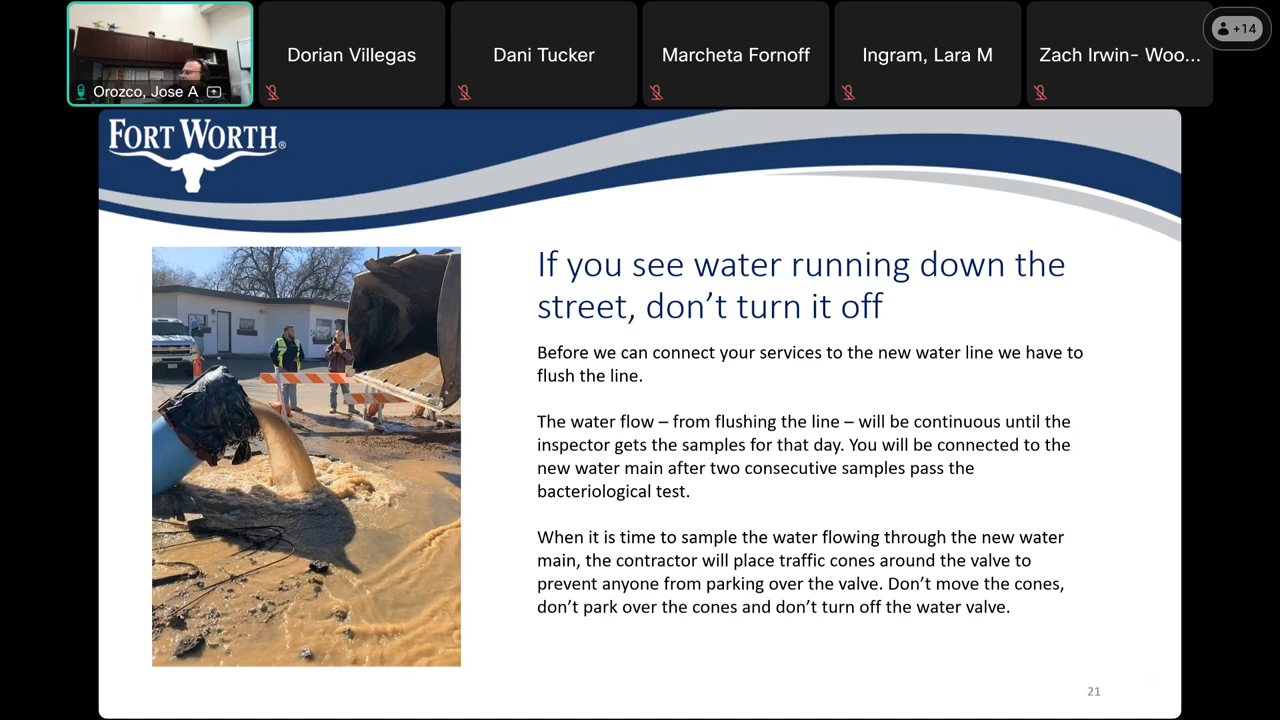 +14
Dorian Villegas
Dani Tucker
Marcheta Fornoff
Ingram, Lara M
Zach Irwin- Woo...
Orozco, Jose A
FORT WORTH®
If you see water running down the
street, don’t turn it off
Before we can connect your services to the new water line we have to
flush the line.
The water flow – from flushing the line – will be continuous until the
inspector gets the samples for that day. You will be connected to the
new water main after two consecutive samples pass the
bacteriological test.
When it is time to sample the water flowing through the new water
main, the contractor will place traffic cones around the valve to
prevent anyone from parking over the valve. Don’t move the cones,
don’t park over the cones and don’t turn off the water valve.
21